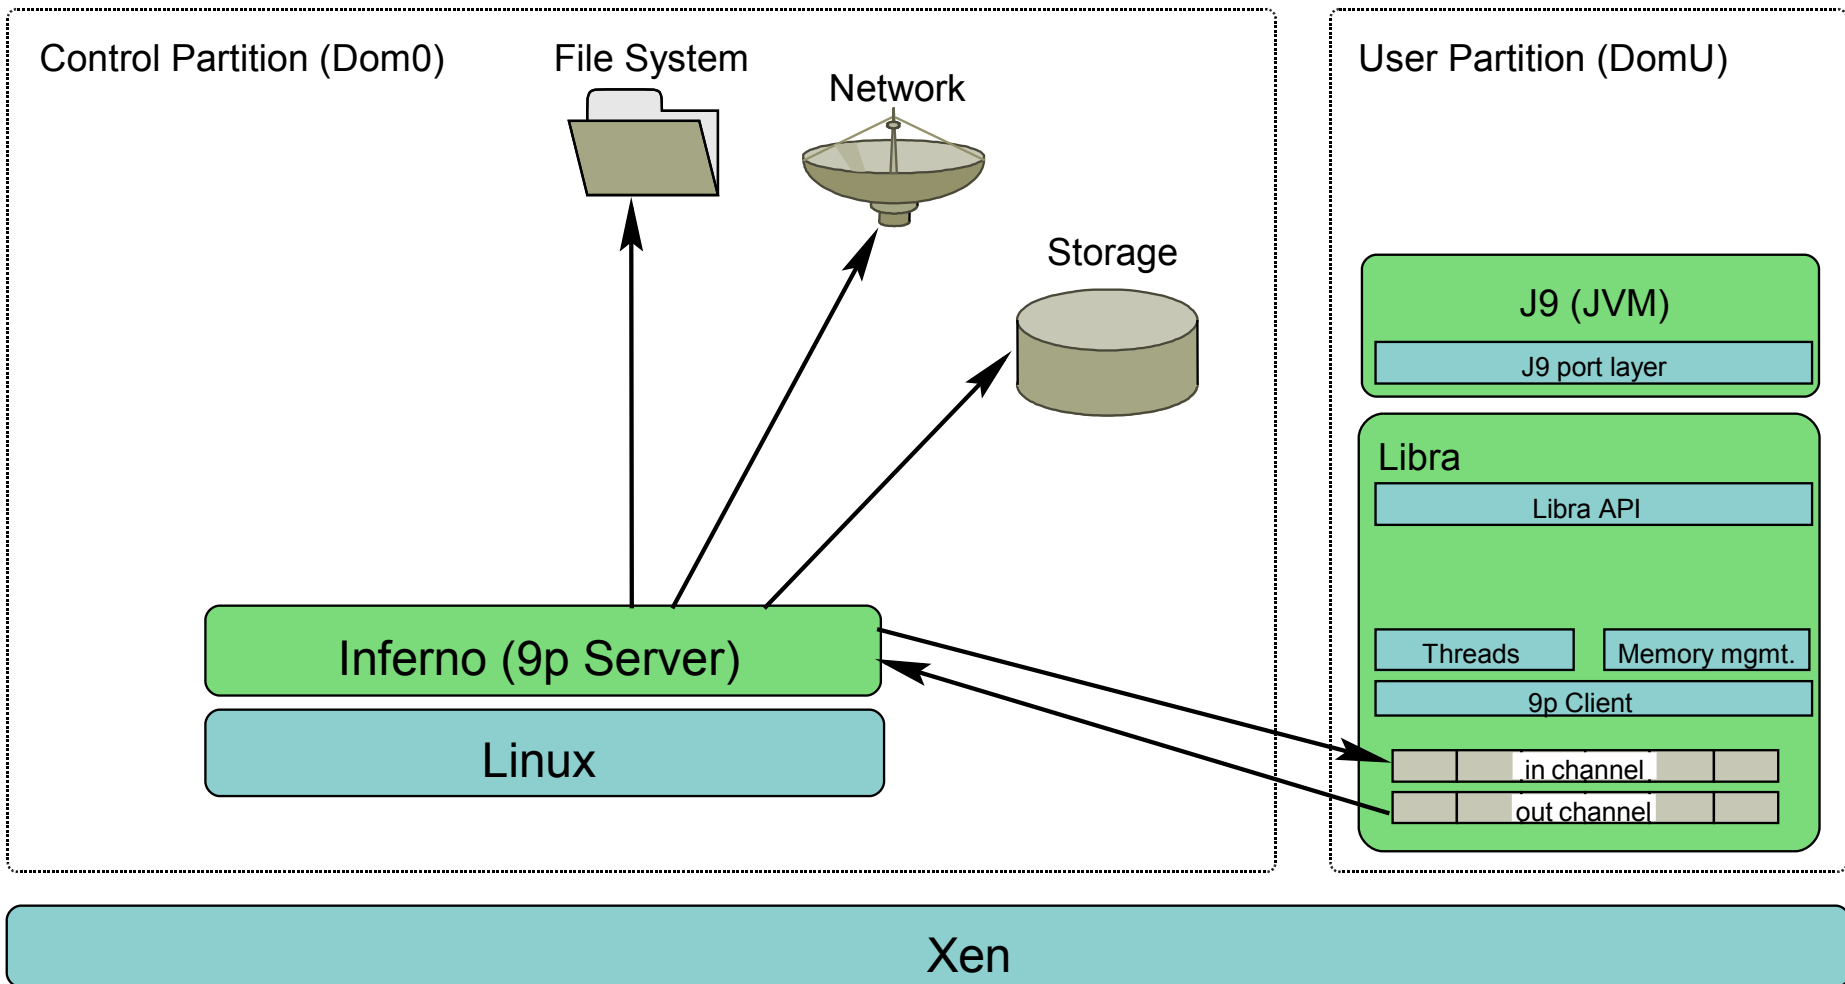 Control Partition (Dom0)
File System
Network
Storage
Inferno (9p Server)
Linux
User Partition (DomU)
J9 (JVM)
J9 port layer
Libra
Libra API
Threads
Memory mgmt.
9p Client
in channel
out channel
Xen